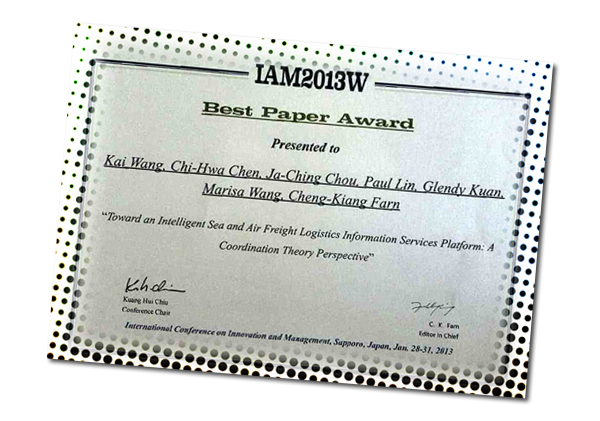 IAM2013W
Best Paper Award
Presented to
Kai Wang, Chi-Hwa Chen, Ja-Ching Chou, Paul Lin, Glendy Kuan,
Marisa Wang, Cheng-Kiang Farn
“Toward an Intelligent Sea and Air Freight Logistics Information Services Platform: A
Coordination Theory Perspective”
Kuang Hui Chiu
Conference Chair
C. K. Farn
Editor in Chief
International Conference on Innovation and Management, Sapporo, Japan, Jan. 28-31, 2013